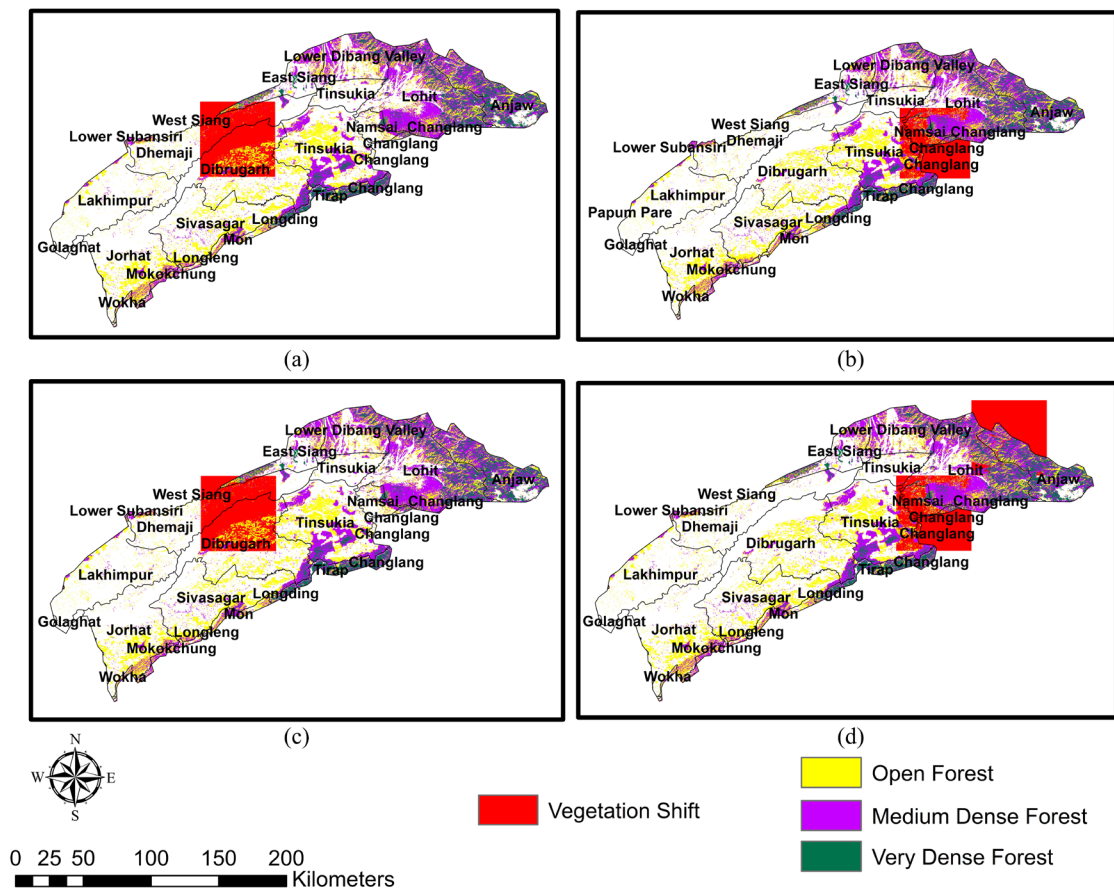 Lower Dibang Valley
East Siang
Tinsukia
Lohit
Anjaw
West Siang
Lower Subansiri
Dhemaji
Namsai
Changlang
Changlang
Tinsukia
Changlang
Dibrugarh
Changlang
Tirap
Lakhimpur
Sivasagar
Longding
Mon
Golaghat
Jorhat
Longleng
Mokokchung
Wokha
(a)
Lower Dibang Valley
East Siang
Tinsukia
Lohit
Anjaw
West Siang
Namsai
Changlang
Dhemaji
Lower Subansiri
Tinsukia
Changlang
Changlang
Dibrugarh
Changlang
Tirap
Lakhimpur
Papum Pare
Sivasagar
Longding
Mon
Golaghat
Jorhat
Longleng
Mokokchung
Wokha
(b)
Lower Dibang Valley
East Siang
Tinsukia
Lohit
Anjaw
West Siang
Lower Subansiri
Dhemaji
Namsai
Changlang
Changlang
Tinsukia
Changlang
Dibrugarh
Changlang
Tirap
Lakhimpur
Sivasagar
Longding
Mon
Golaghat
Jorhat
Longleng
Mokokchung
Wokha
(c)
Lower Dibang Valley
East Siang
Tinsukia
Lohit
Anjaw
West Siang
Lower Subansiri
Dhemaji
Namsai
Changlang
Changlang
Tinsukia
Changlang
Dibrugarh
Changlang
Tirap
Lakhimpur
Sivasagar
Longding
Mon
Golaghat
Jorhat
Longleng
Mokokchung
Wokha
(d)
N
W
E
S
0 25 50 100 150 200
Kilometers
Vegetation Shift
Open Forest
Medium Dense Forest
Very Dense Forest